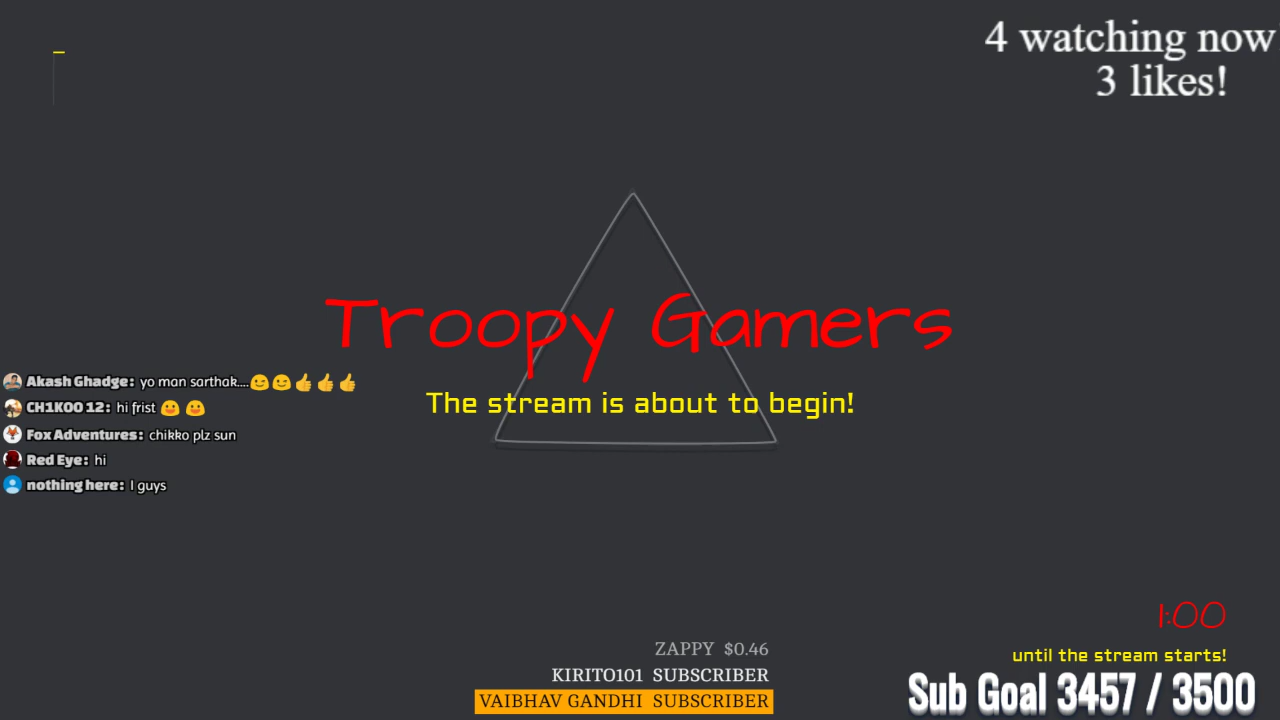 4 watching now
3 likes!
Troopy Gamers
The stream is about to begin!
Akash Ghadge: yo man sarthak....😉😉👍👍👍
CH1KOO 12: hi frist 😛 😛
Fox Adventures: chikko plz sun
Red Eye: hi
nothing here: I guys
1:00
until the stream starts!
ZAPPY $0.46
KIRITO101 SUBSCRIBER
VAIBHAV GANDHI SUBSCRIBER
Sub Goal 3457 / 3500